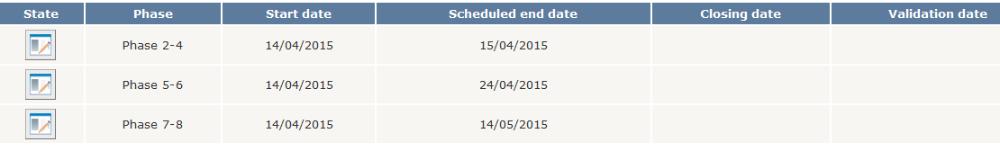 State Phase Start date Scheduled end date Closing date Validation date
Phase 2-4 14/04/2015 15/04/2015
Phase 5-6 14/04/2015 24/04/2015
Phase 7-8 14/04/2015 14/05/2015